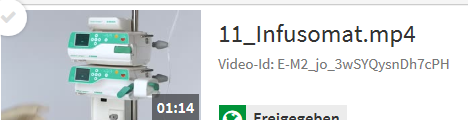 11_Infusomat.mp4
Video-Id: E-M2_jo_3wSYQysnDh7cPH
01:14
Freigegeben